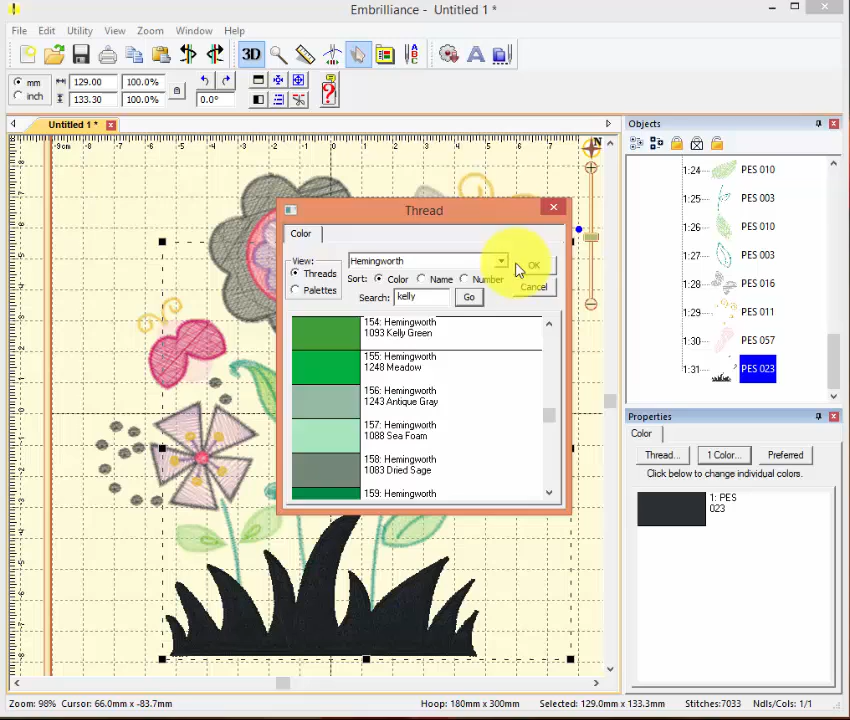 Embrilliance - Untitled 1 *
File Edit Utility View Zoom Window Help
3D
A
A B C
mm
inch
129.00 100.0%
133.30 100.0%
0.0°
Untitled 1 *
N
Objects
1:24 PES 010
1:25 PES 003
1:26 PES 010
1:27 PES 003
1:28 PES 016
1:29 PES 011
1:30 PES 057
1:31 PES 023
Properties
Color
Thread... 1 Color... Preferred
Click below to change individual colors.
1: PES
023
Thread
Color
View:
Threads
Palettes
Hemingworth
OK
Sort: Color Name Number
Cancel
Search: kelly Go
154: Hemingworth
1093 Kelly Green
155: Hemingworth
1248 Meadow
156: Hemingworth
1243 Antique Gray
157: Hemingworth
1088 Sea Foam
158: Hemingworth
1083 Dried Sage
159: Hemingworth
Zoom: 98% Cursor: 66.0mm x -83.7mm Hoop: 180mm x 300mm Selected: 129.0mm x 133.3mm Stitches:7033 Ndls/Cols: 1/1